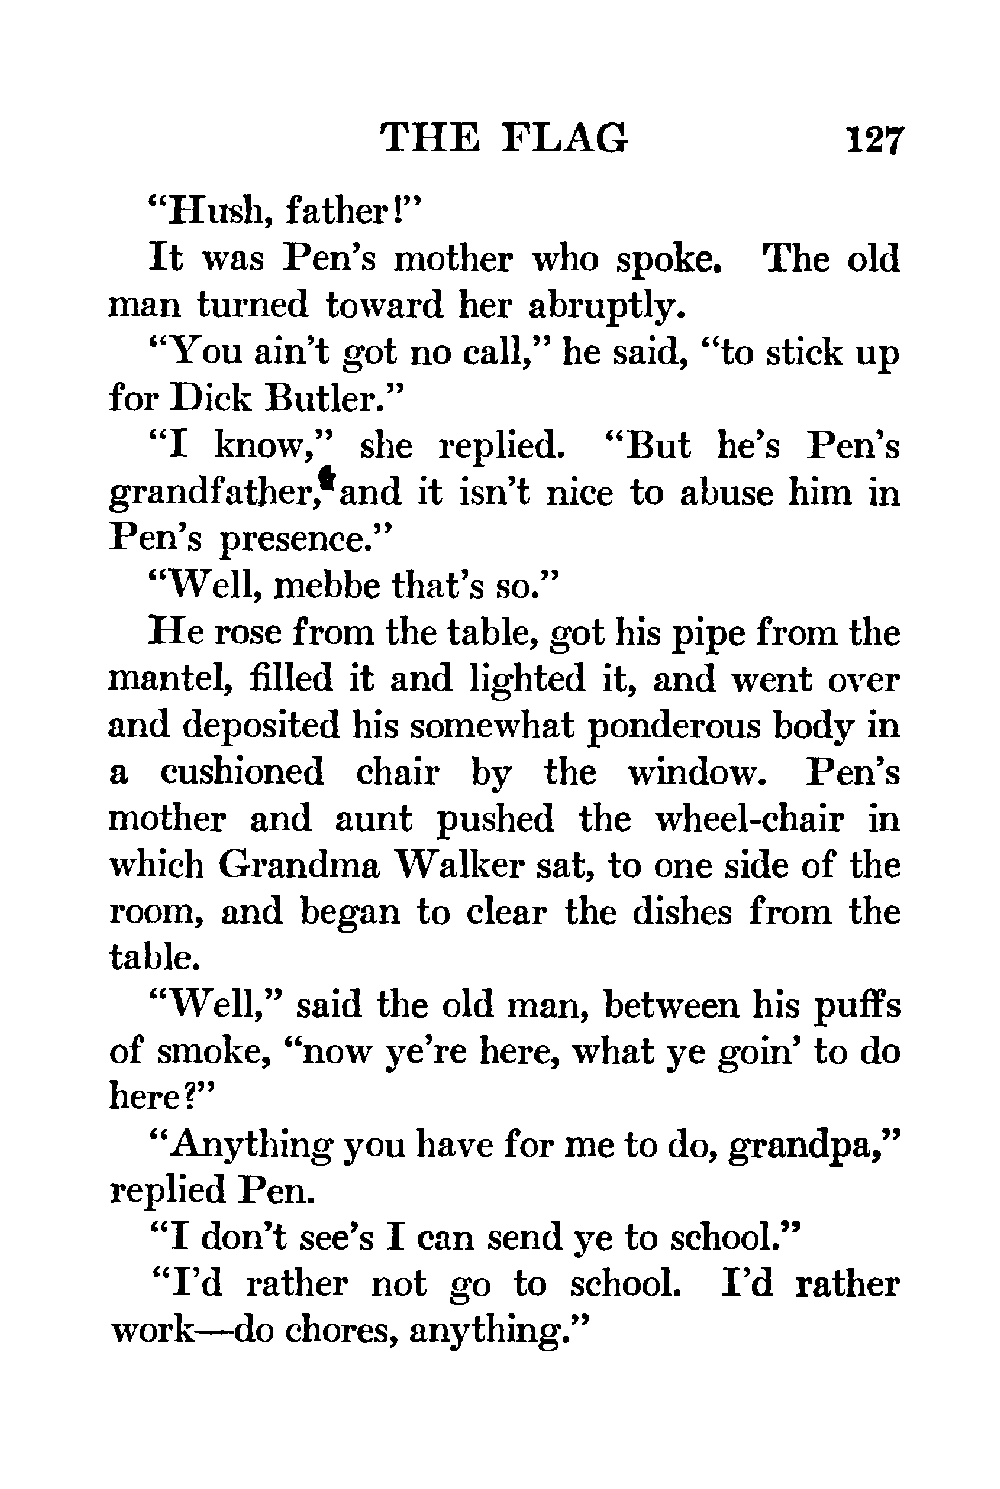 THE FLAG 127
“Hush, father!”
It was Pen’s mother who spoke. The old
man turned toward her abruptly.
“You ain’t got no call,” he said, “to stick up
for Dick Butler.”
“I know,” she replied. “But he’s Pen’s
grandfather, and it isn’t nice to abuse him in
Pen’s presence.”
“Well, mebbe that’s so.”
He rose from the table, got his pipe from the
mantel, filled it and lighted it, and went over
and deposited his somewhat ponderous body in
a cushioned chair by the window. Pen’s
mother and aunt pushed the wheel-chair in
which Grandma Walker sat, to one side of the
room, and began to clear the dishes from the
table.
“Well,” said the old man, between his puffs
of smoke, “now ye’re here, what ye goin’ to do
here?”
“Anything you have for me to do, grandpa,”
replied Pen.
“I don’t see’s I can send ye to school.”
“I’d rather not go to school. I’d rather
work—do chores, anything.”